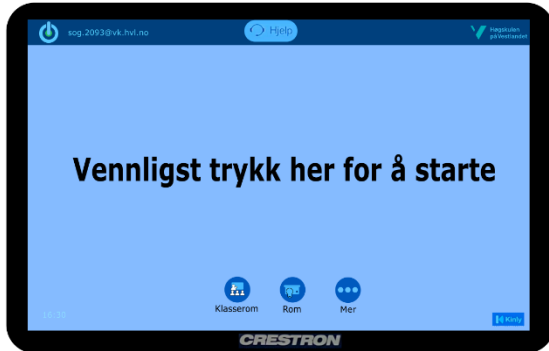 sog.2093@vk.hvl.no
Hjelp
Høgskulen
på Vestlandet
Vennligst trykk her for å starte
Klasserom
Rom
Mer
Kinly
CRESTRON